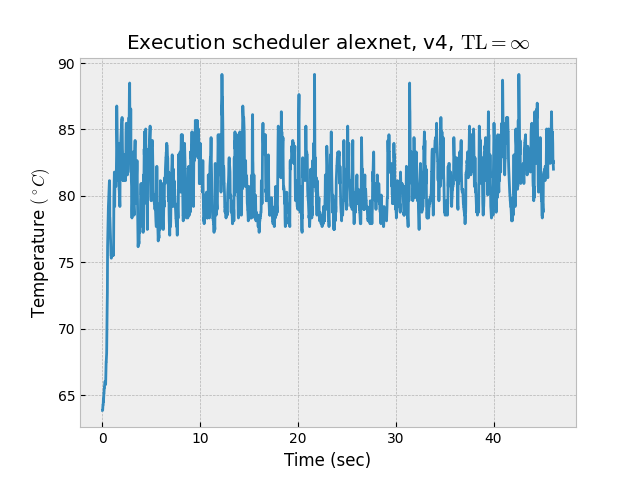 Execution scheduler alexnet, v4, TL = ∞
90
85
80
75
70
65
Temperature (°C)
0 10 20 30 40
Time (sec)